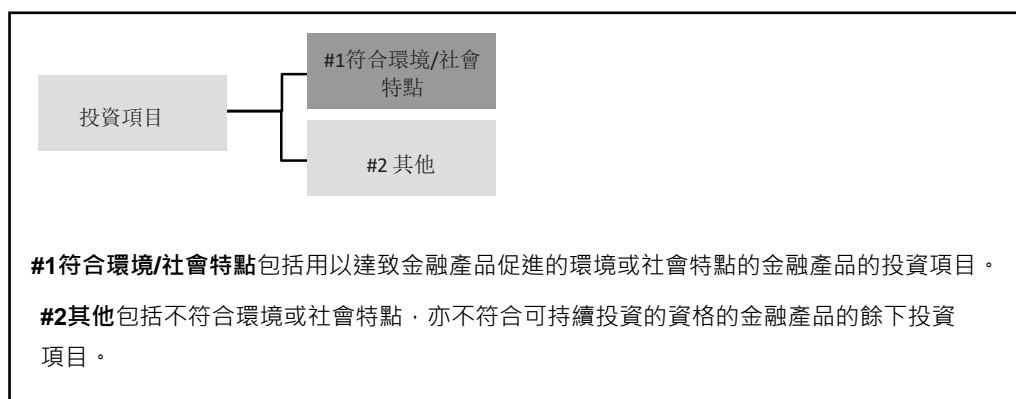 #1符合環境/社會
特點
投資項目
#2 其他
#1符合環境/社會特點包括用以達致金融產品促進的環境或社會特點的金融產品的投資項目。
#2其他包括不符合環境或社會特點，亦不符合可持續投資的資格的金融產品的餘下投資
項目。